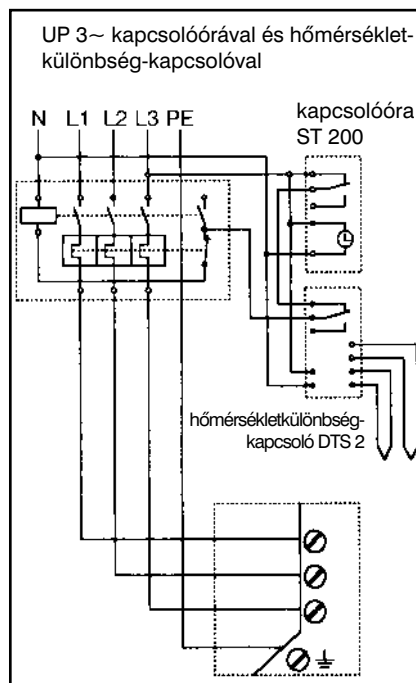 UP 3~ kapcsolóórával és hőmérséklet-
különbség-kapcsolóval
N L1 L2 L3 PE
kapcsolóóra
ST 200
hőmérsékletkülönbség-
kapcsoló DTS 2